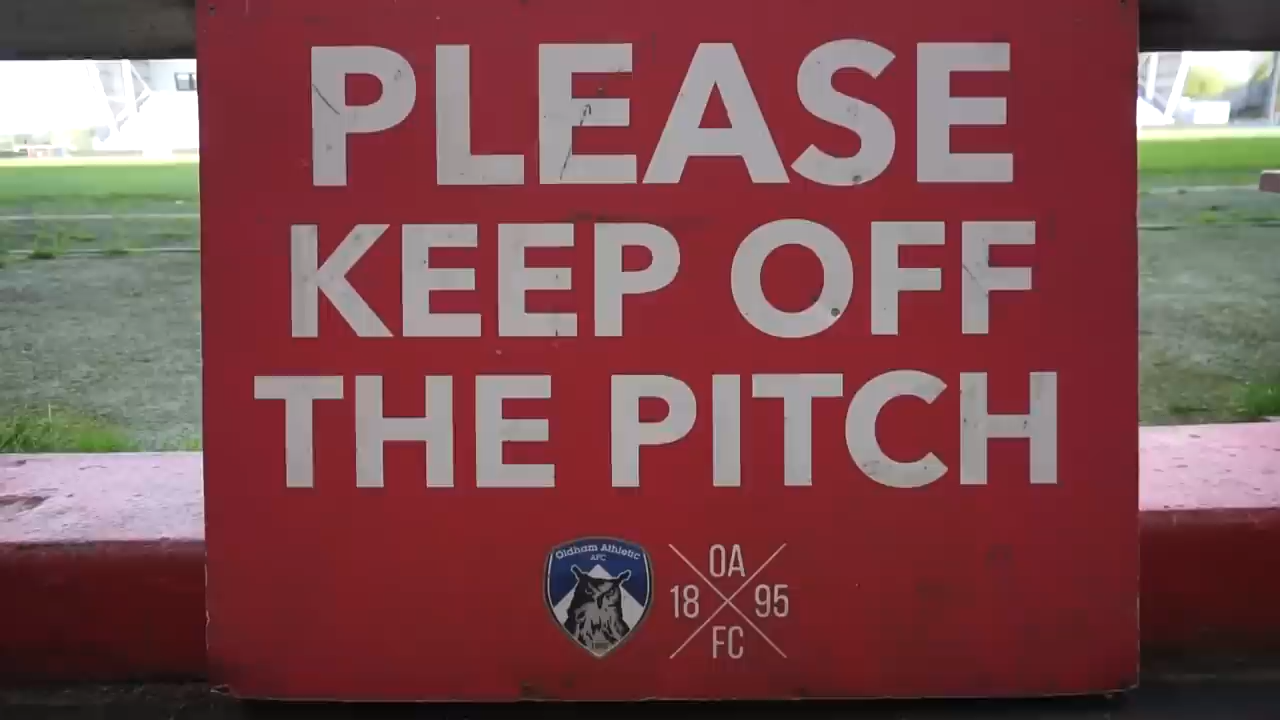 PLEASE
KEEP OFF
THE PITCH
Oldham Athletic
AFC
OA
18 95
FC